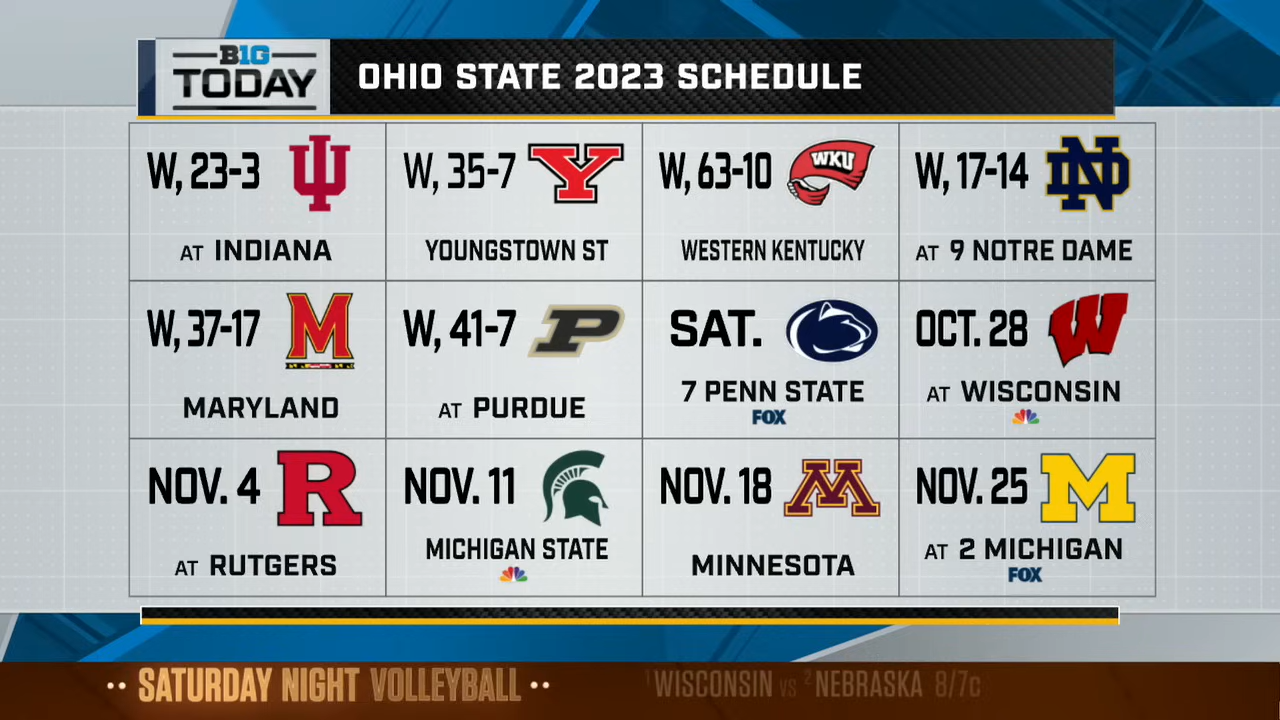 B1G
TODAY
OHIO STATE 2023 SCHEDULE
W, 23-3
AT INDIANA
W, 35-7
Y
YOUNGSTOWN ST
W, 63-10
WKU
WESTERN KENTUCKY
W, 17-14
ND
AT 9 NOTRE DAME
W, 37-17
M
MARYLAND
W, 41-7
P
AT PURDUE
SAT.
7 PENN STATE
FOX
OCT. 28
W
AT WISCONSIN
NOV. 4
R
AT RUTGERS
NOV. 11
MICHIGAN STATE
NOV. 18
M
MINNESOTA
NOV. 25
M
AT 2 MICHIGAN
FOX
SATURDAY NIGHT VOLLEYBALL
1 WISCONSIN VS 2 NEBRASKA 8/7c